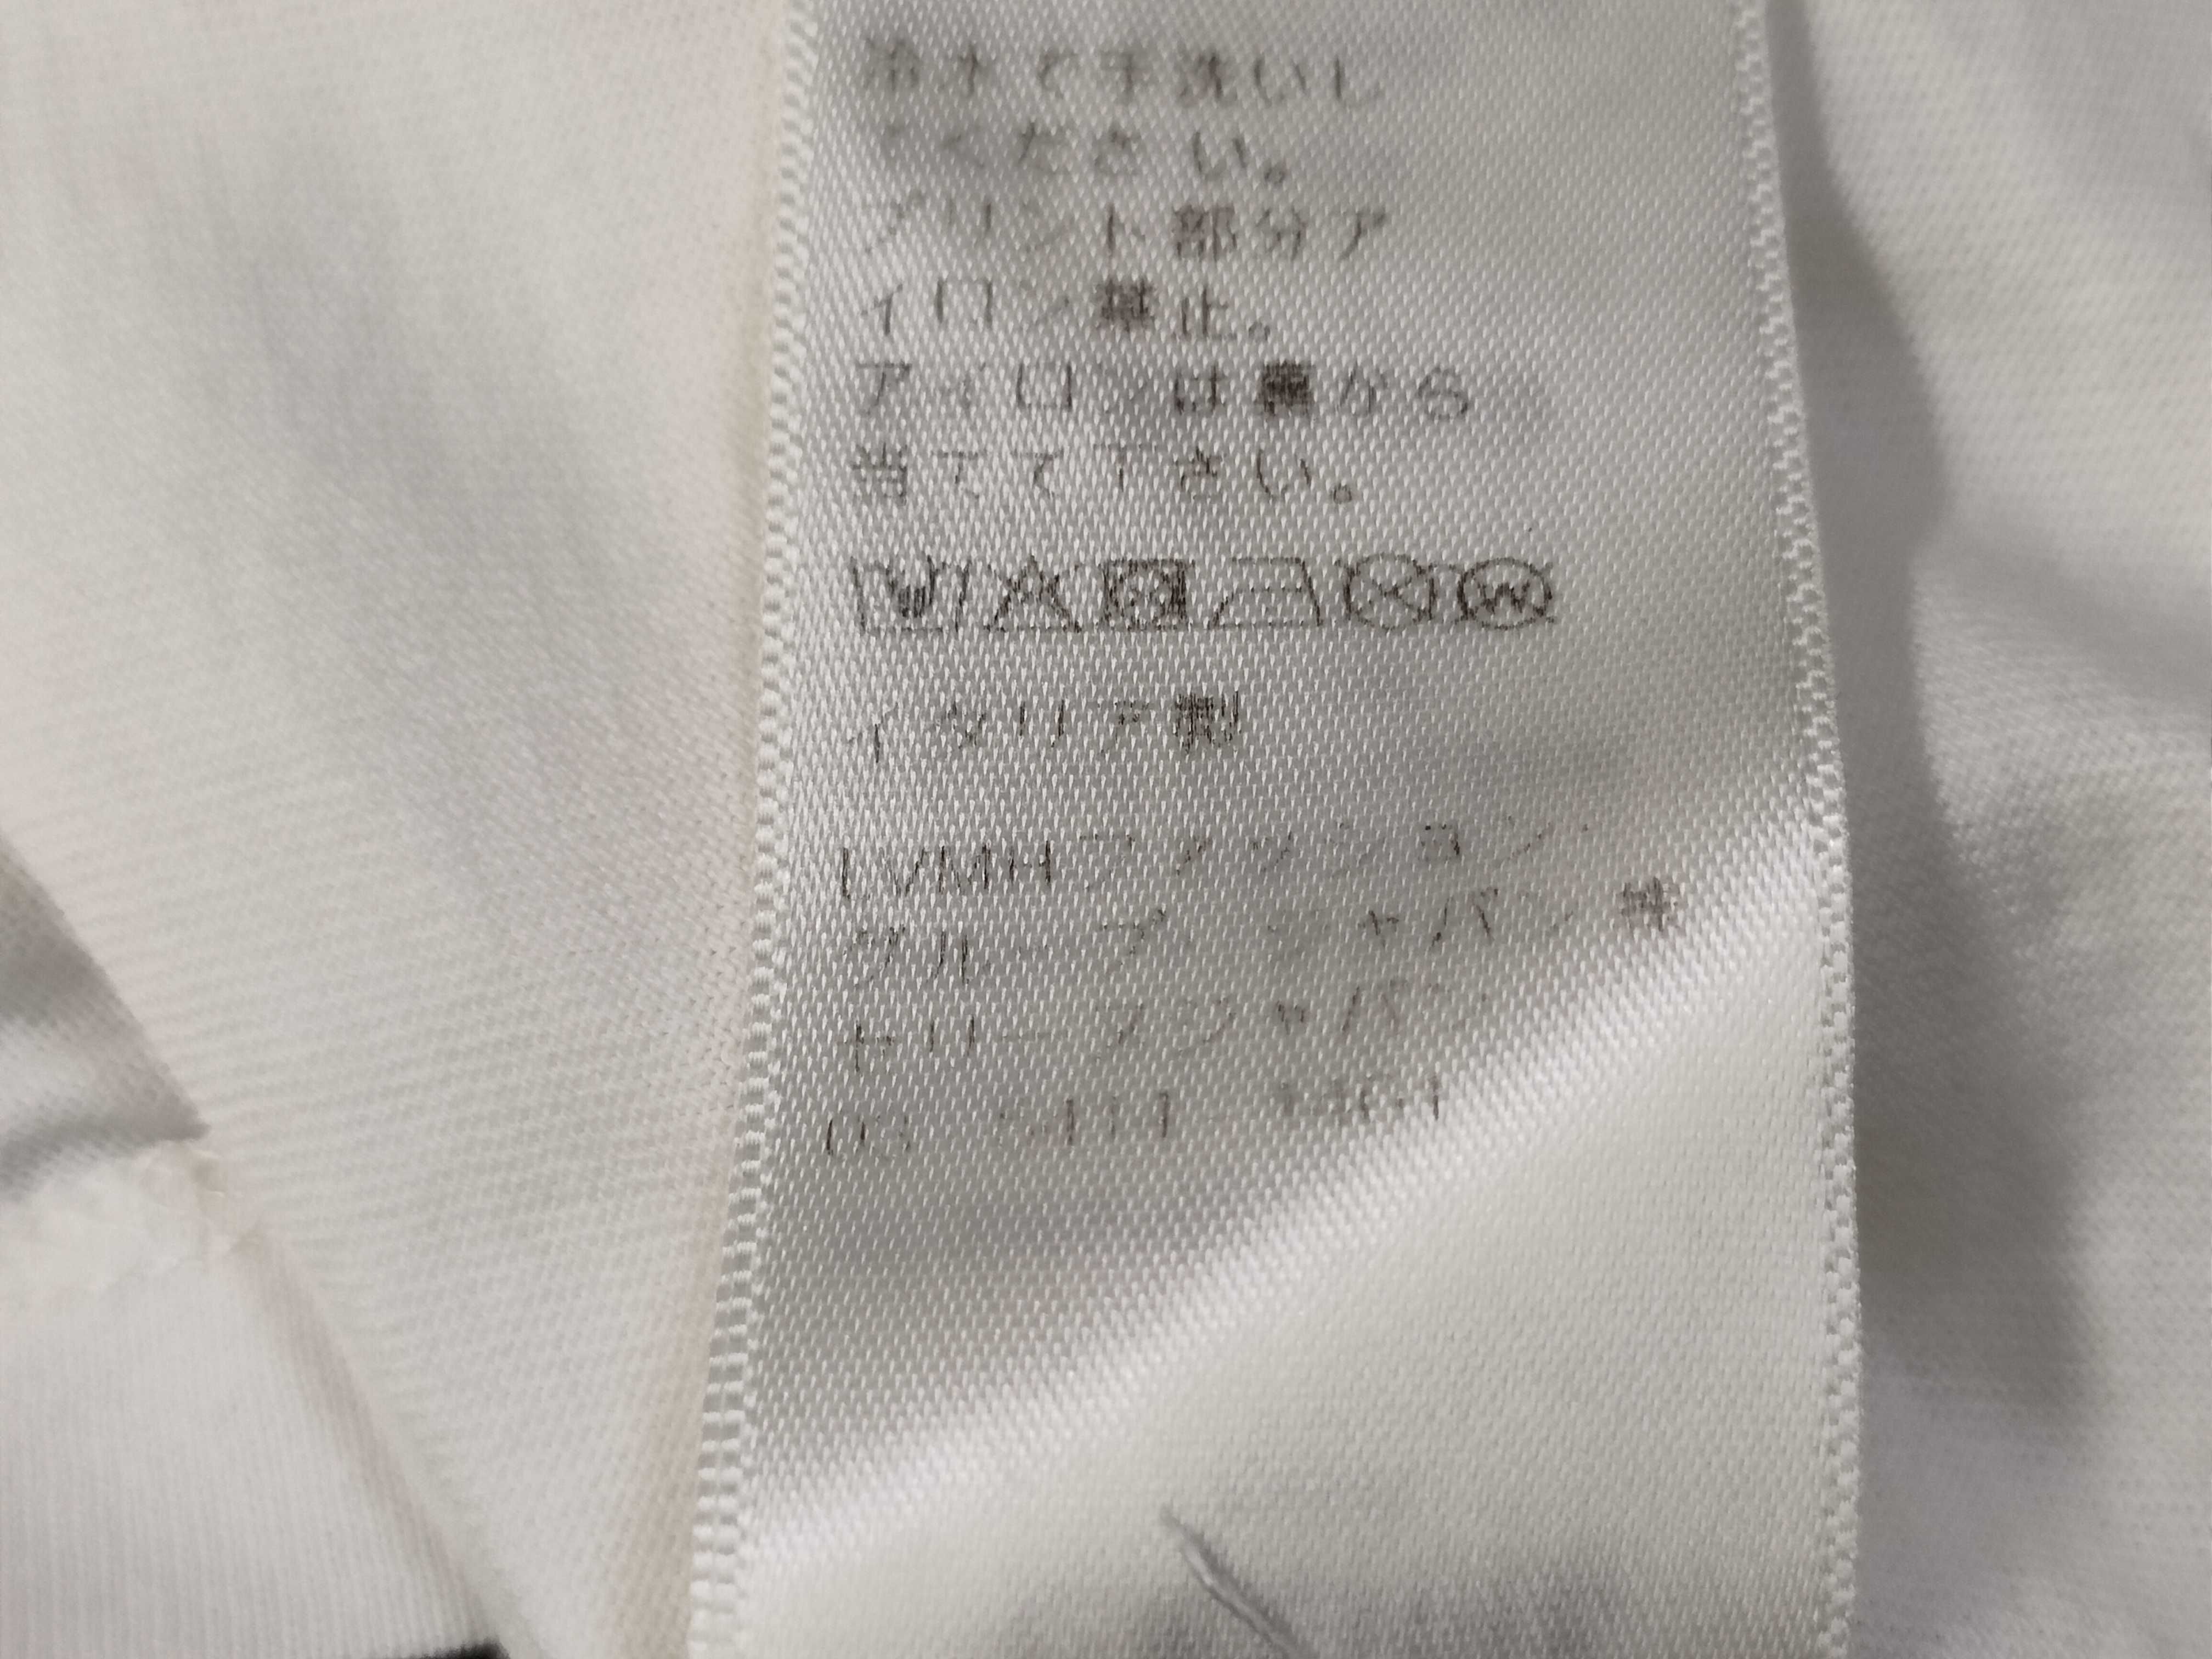 冷水で手洗いし
てください。
プリント部分ア
イロン禁止。
アイロンは裏から
当てて下さい。
W
イタリア製
LVMHファッション
グループ ジャパン ㈱
セリーヌジャパン
03